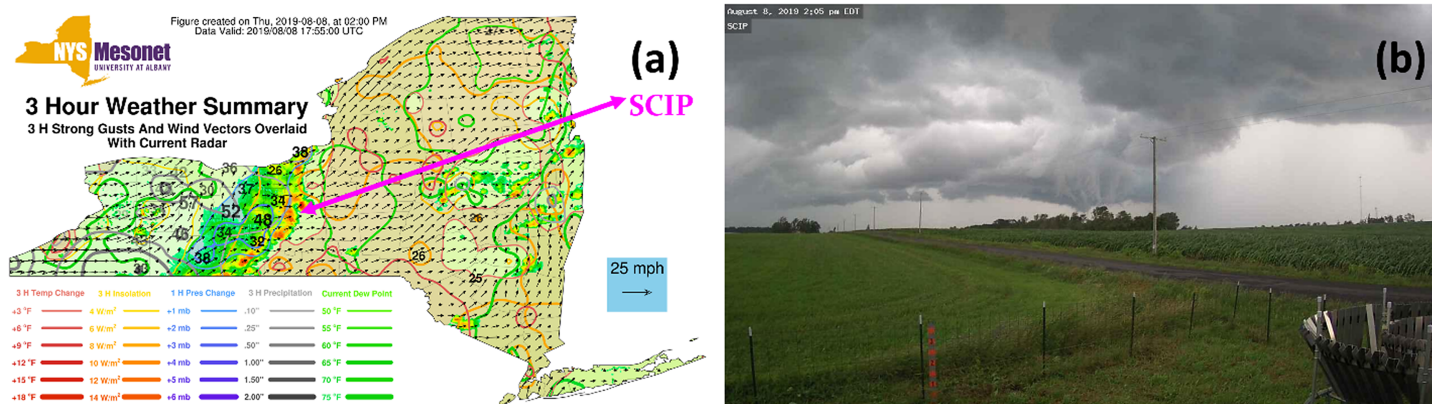 Figure created on Thu, 2019-08-08, at 02:00 PM
Data Valid: 2019/08/08 17:55:00 UTC
NYS Mesonet
UNIVERSITY AT ALBANY
3 Hour Weather Summary
3 H Strong Gusts And Wind Vectors Overlaid
With Current Radar
(a)
SCIP
38
36
26
30
37
34
57
52
48
34
46
32
38
33
26
26
25
25 mph
3 H Temp Change 3 H Insolation 1 H Pres Change 3 H Precipitation Current Dew Point
+3 °F 4 W/m² +1 mb .10" 50 °F
+6 °F 6 W/m² +2 mb .25" 55 °F
+9 °F 8 W/m² +3 mb .50" 60 °F
+12 °F 10 W/m² +4 mb 1.00" 65 °F
+15 °F 12 W/m² +5 mb 1.50" 70 °F
+18 °F 14 W/m² +6 mb 2.00" 75 °F
August 8, 2019 2:05 pm EDT
SCIP
(b)